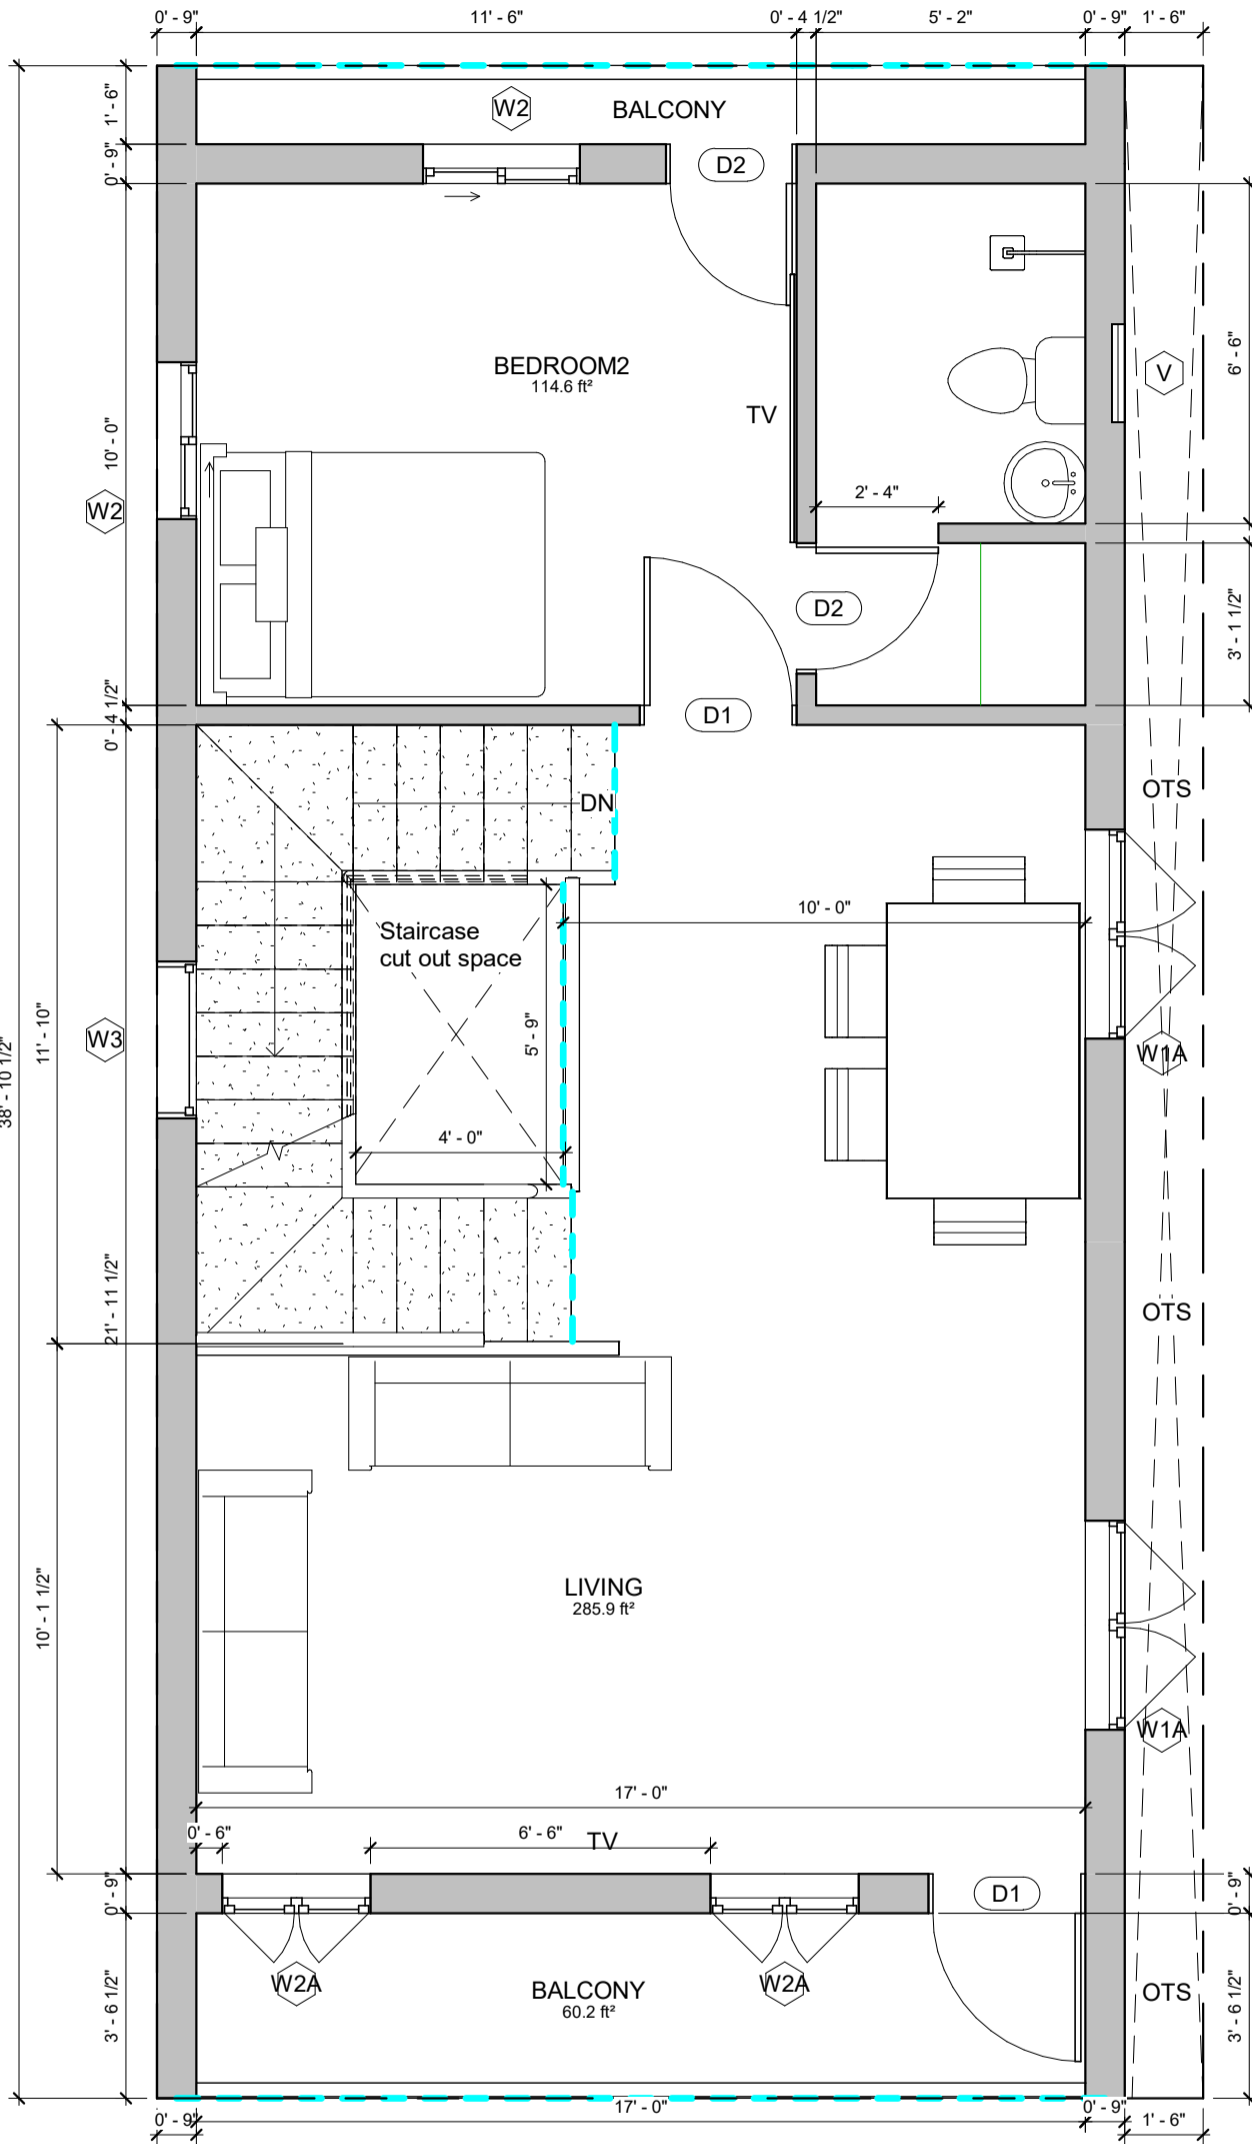 0' - 9"
11' - 6"
0' - 4 1/2"
5' - 2"
0' - 9"
1' - 6"
1' - 6"
W2
BALCONY
0' - 9"
D2
BEDROOM2
114.6 ft²
6' - 6"
V
TV
10' - 0"
W2
2' - 4"
D2
3' - 1 1/2"
0' - 4 1/2"
D1
OTS
DN
10' - 0"
Staircase
cut out space
11' - 10"
5' - 9"
W3
W1A
38' - 10 1/2"
4' - 0"
21' - 11 1/2"
OTS
LIVING
285.9 ft²
10' - 1 1/2"
W1A
17' - 0"
0' - 6"
6' - 6"
TV
0' - 9"
D1
0' - 9"
W2A
W2A
BALCONY
60.2 ft²
OTS
3' - 6 1/2"
3' - 6 1/2"
0' - 9"
17' - 0"
0' - 9"
1' - 6"